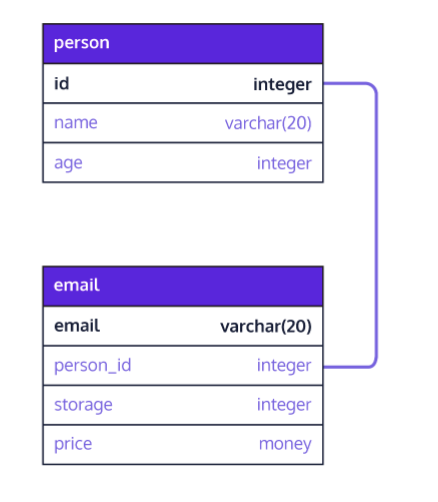 person
id integer
name varchar(20)
age integer
email
email varchar(20)
person_id integer
storage integer
price money